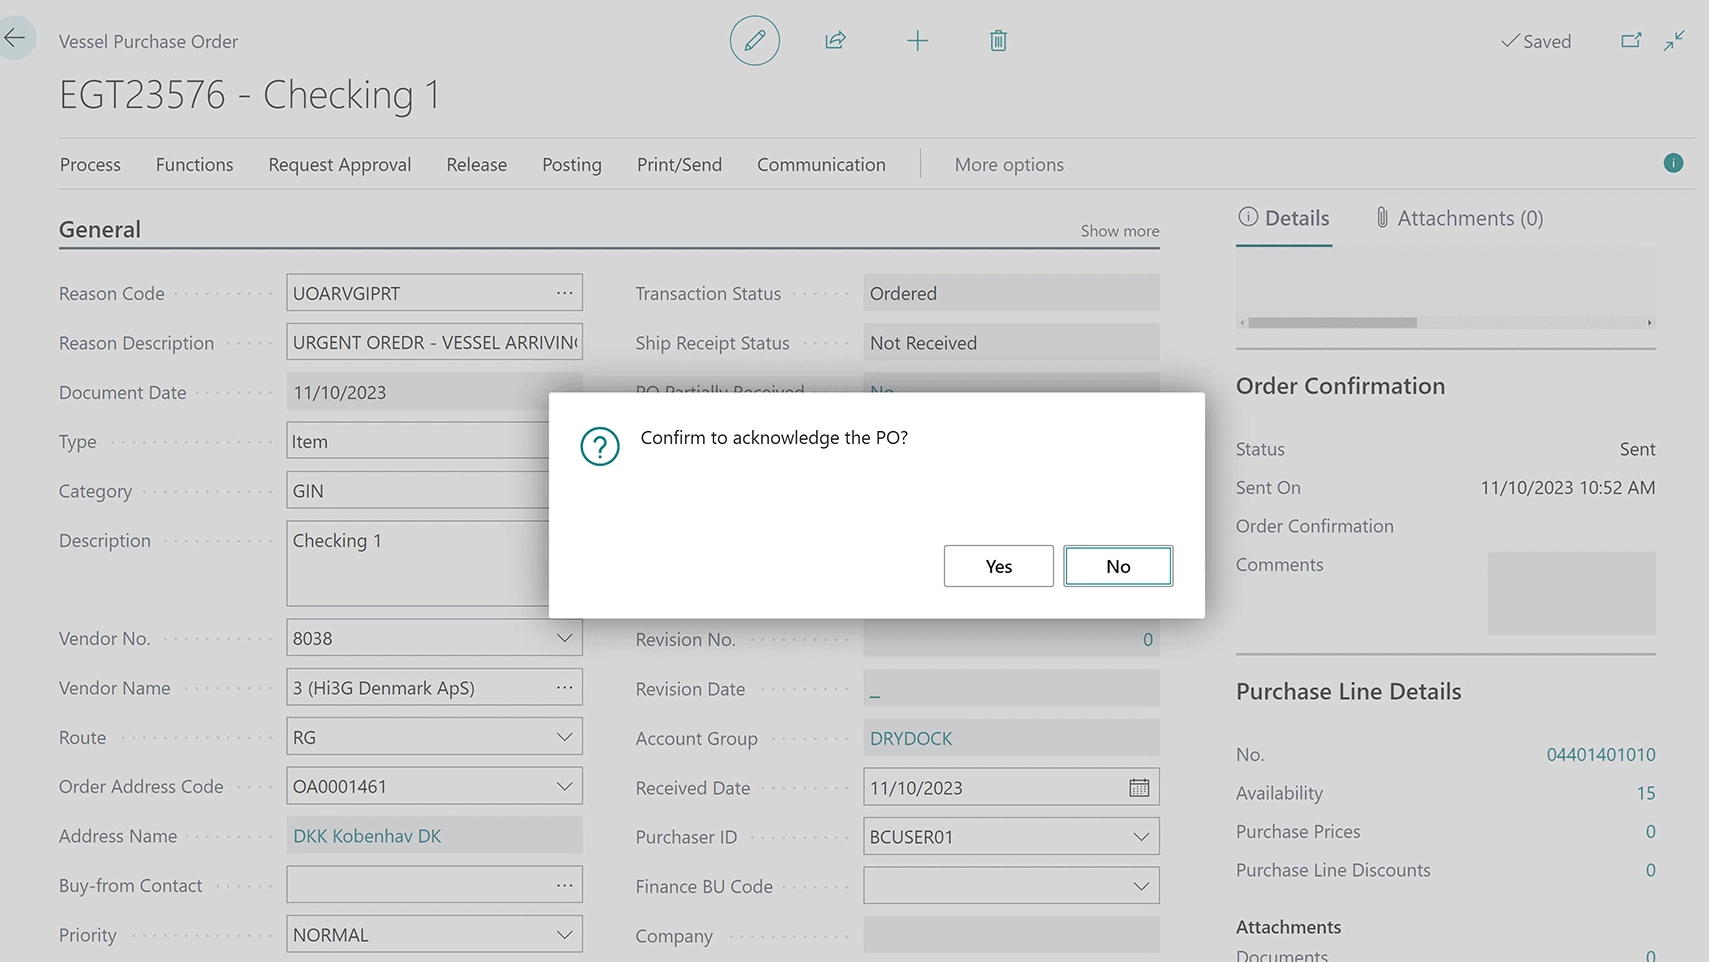 Vessel Purchase Order
Saved
EGT23576 - Checking 1
Process Functions Request Approval Release Posting Print/Send Communication More options
General Show more
Reason Code UOARVGIPRT
Reason Description URGENT OREDR - VESSEL ARRIVING
Document Date 11/10/2023
Type Item
Category GIN
Description Checking 1
Vendor No. 8038
Vendor Name 3 (Hi3G Denmark ApS)
Route RG
Order Address Code OA0001461
Address Name DKK Kobenhav DK
Buy-from Contact
Priority NORMAL
Transaction Status Ordered
Ship Receipt Status Not Received
PO Partially Received No
Confirm to acknowledge the PO?
Yes No
Revision No. 0
Revision Date _
Account Group DRYDOCK
Received Date 11/10/2023
Purchaser ID BCUSER01
Finance BU Code
Company
Details Attachments (0)
Order Confirmation
Status Sent
Sent On 11/10/2023 10:52 AM
Order Confirmation
Comments
Purchase Line Details
No. 04401401010
Availability 15
Purchase Prices 0
Purchase Line Discounts 0
Attachments
Documents 0